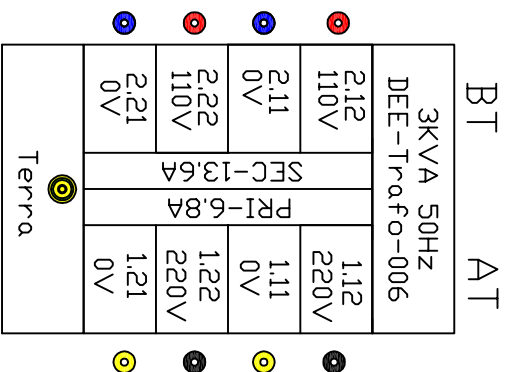 BT
AT
3KVA 50Hz
DEE-Trafo-006
2.12
110V
2.11
0V
2.22
110V
2.21
0V
SEC-13.6A
PRI-6.8A
1.12
220V
1.11
0V
1.22
220V
1.21
0V
Terra